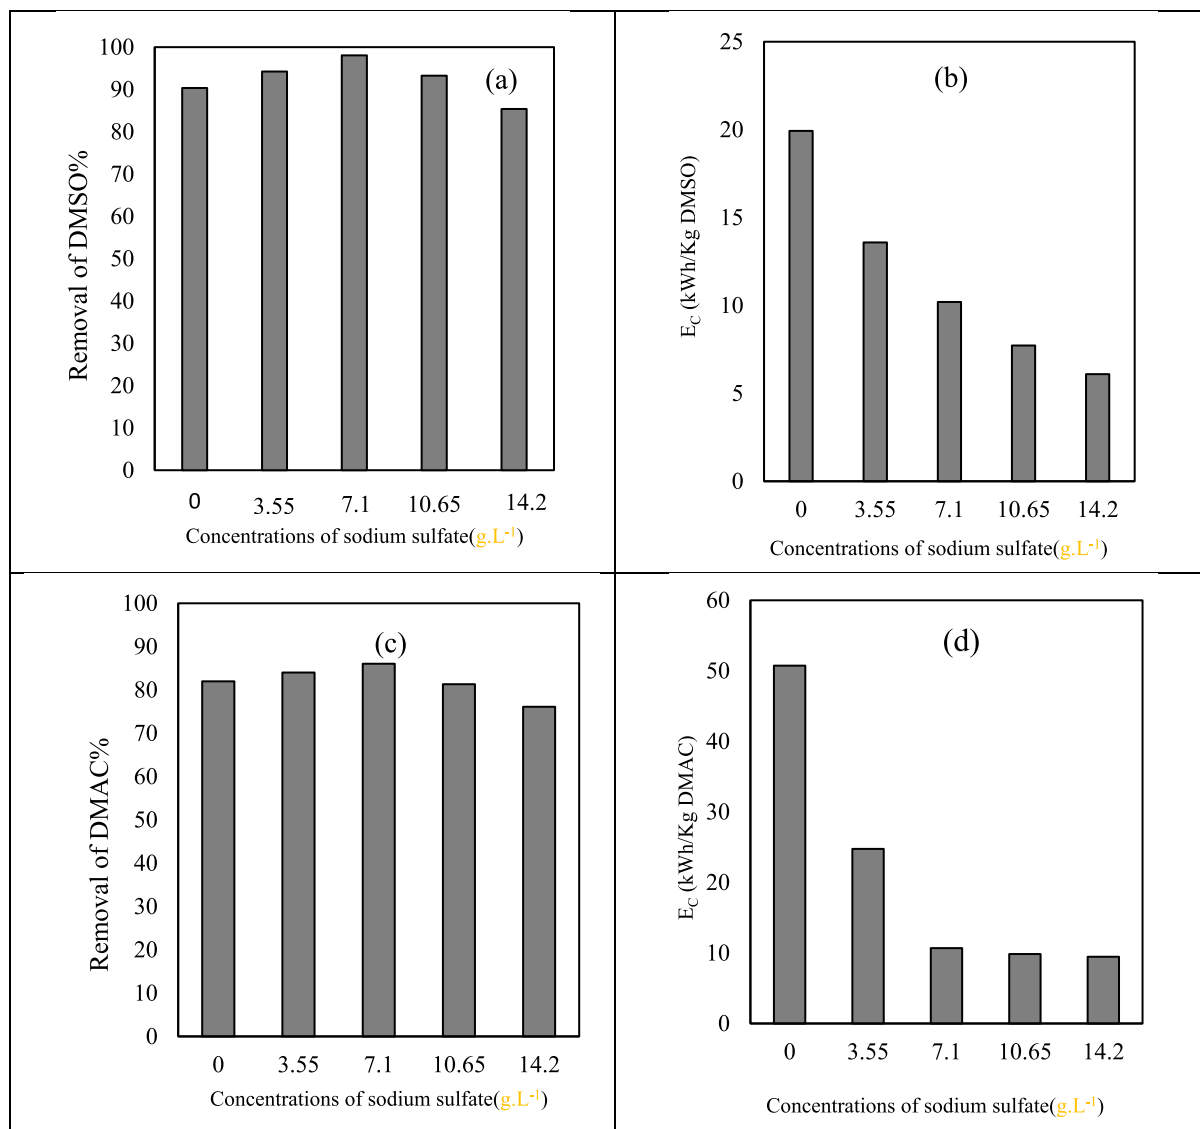 (a)
Removal of DMSO%
100
90
80
70
60
50
40
30
20
10
0
0 3.55 7.1 10.65 14.2
Concentrations of sodium sulfate(g.L⁻¹)
(b)
E_C (kWh/Kg DMSO)
25
20
15
10
5
0
0 3.55 7.1 10.65 14.2
Concentrations of sodium sulfate(g.L⁻¹)
(c)
Removal of DMAC%
100
90
80
70
60
50
40
30
20
10
0
0 3.55 7.1 10.65 14.2
Concentrations of sodium sulfate(g.L⁻¹)
(d)
E_C (kWh/Kg DMAC)
60
50
40
30
20
10
0
0 3.55 7.1 10.65 14.2
Concentrations of sodium sulfate(g.L⁻¹)